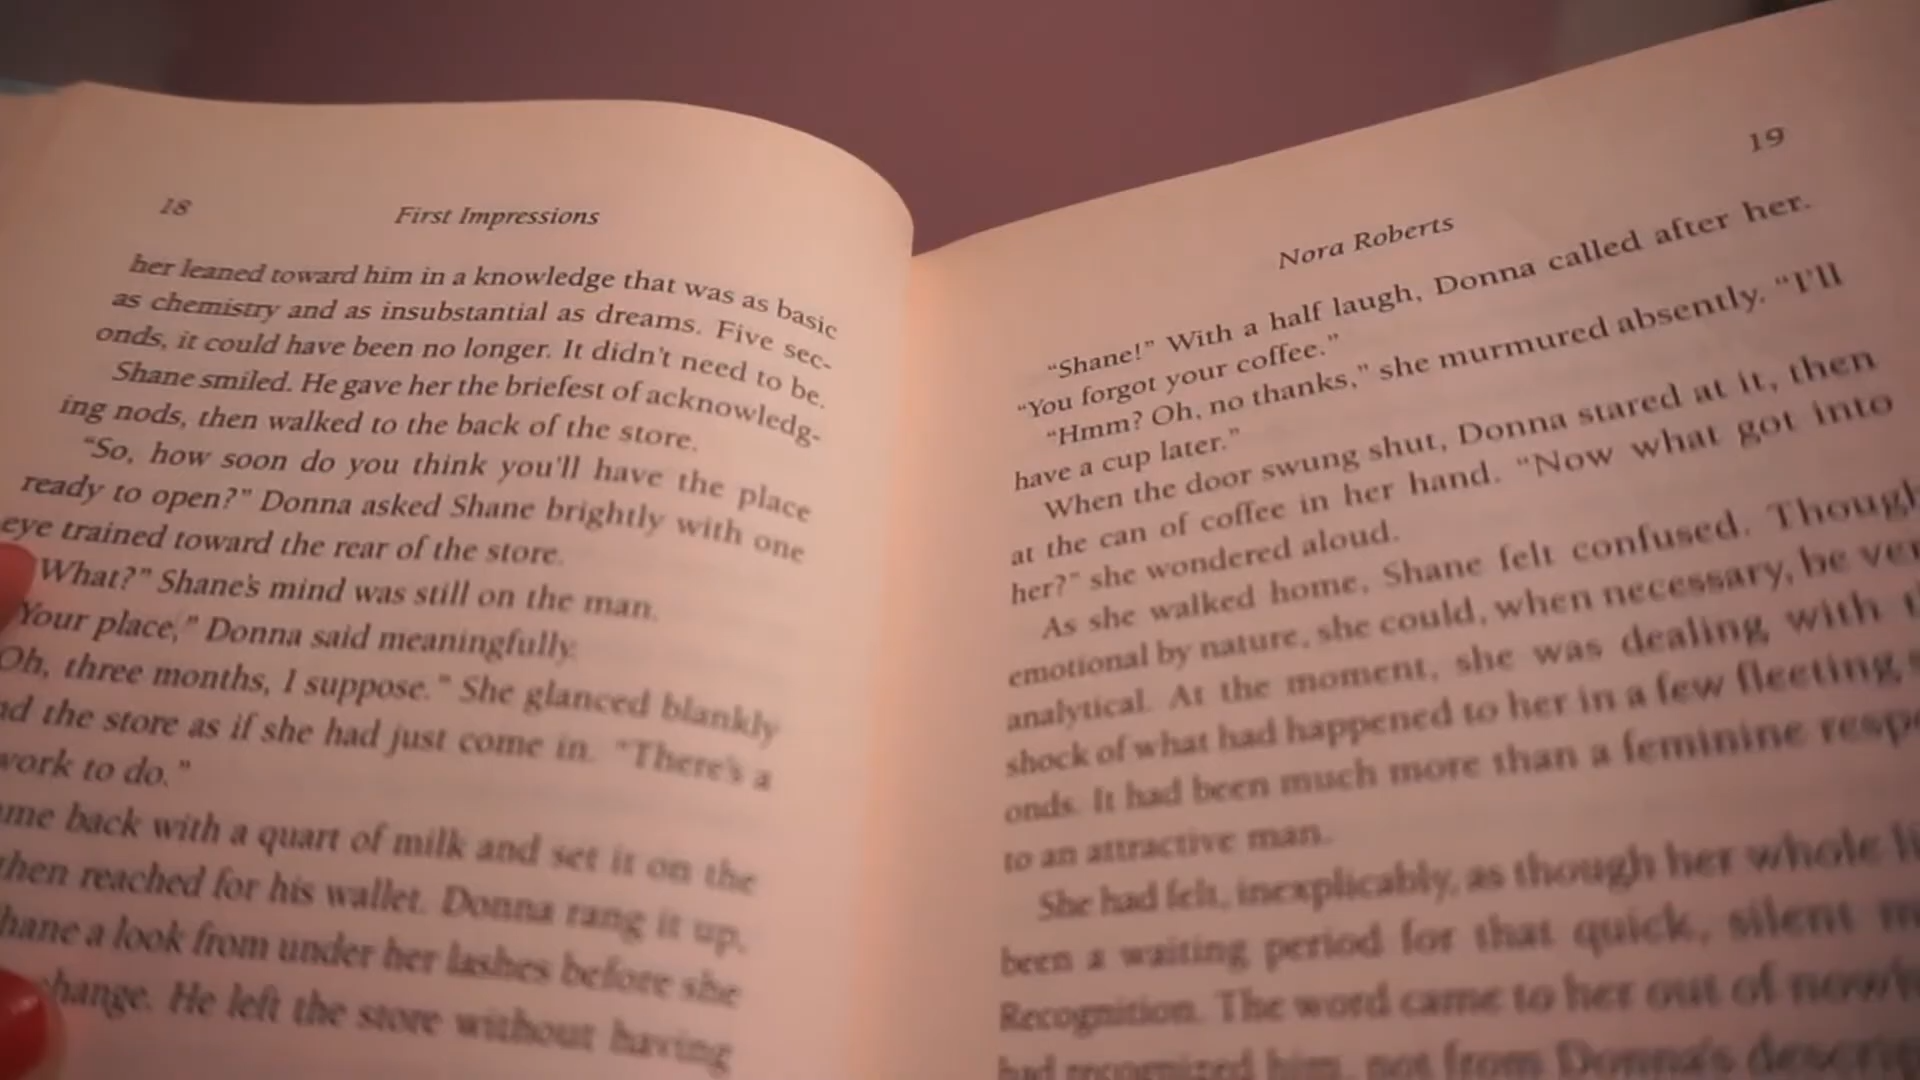 18
First Impressions
her leaned toward him in a knowledge that was as basic
as chemistry and as insubstantial as dreams. Five sec-
onds, it could have been no longer. It didn't need to be.
Shane smiled. He gave her the briefest of acknowledg-
ing nods, then walked to the back of the store.
"So, how soon do you think you'll have the place
ready to open?" Donna asked Shane brightly with one
eye trained toward the rear of the store.
What?" Shane's mind was still on the man.
Your place," Donna said meaningfully.
Oh, three months, I suppose." She glanced blankly
the store as if she had just come in. "There's a
work to do."
back with a quart of milk and set it on the
then reached for his wallet. Donna rang it up,
a look from under her lashes before she
He left the store without having
19
Nora Roberts
"Shane!" With a half laugh, Donna called after her.
"You forgot your coffee."
"Hmm? Oh, no thanks," she murmured absently. "I'll
have a cup later."
When the door swung shut, Donna stared at it, then
at the can of coffee in her hand. "Now what got into
her?" she wondered aloud.
As she walked home, Shane felt confused. Though
emotional by nature, she could, when necessary, be
analytical. At the moment, she was dealing with
shock of what had happened to her in a few fleeting
onds. It had been much more than a feminine
to an attractive man.
She had felt, inexplicably, as though her whole
been a waiting period for that quick, silent
Recognition. The word came to her out of
had recognized him, not from Donna's